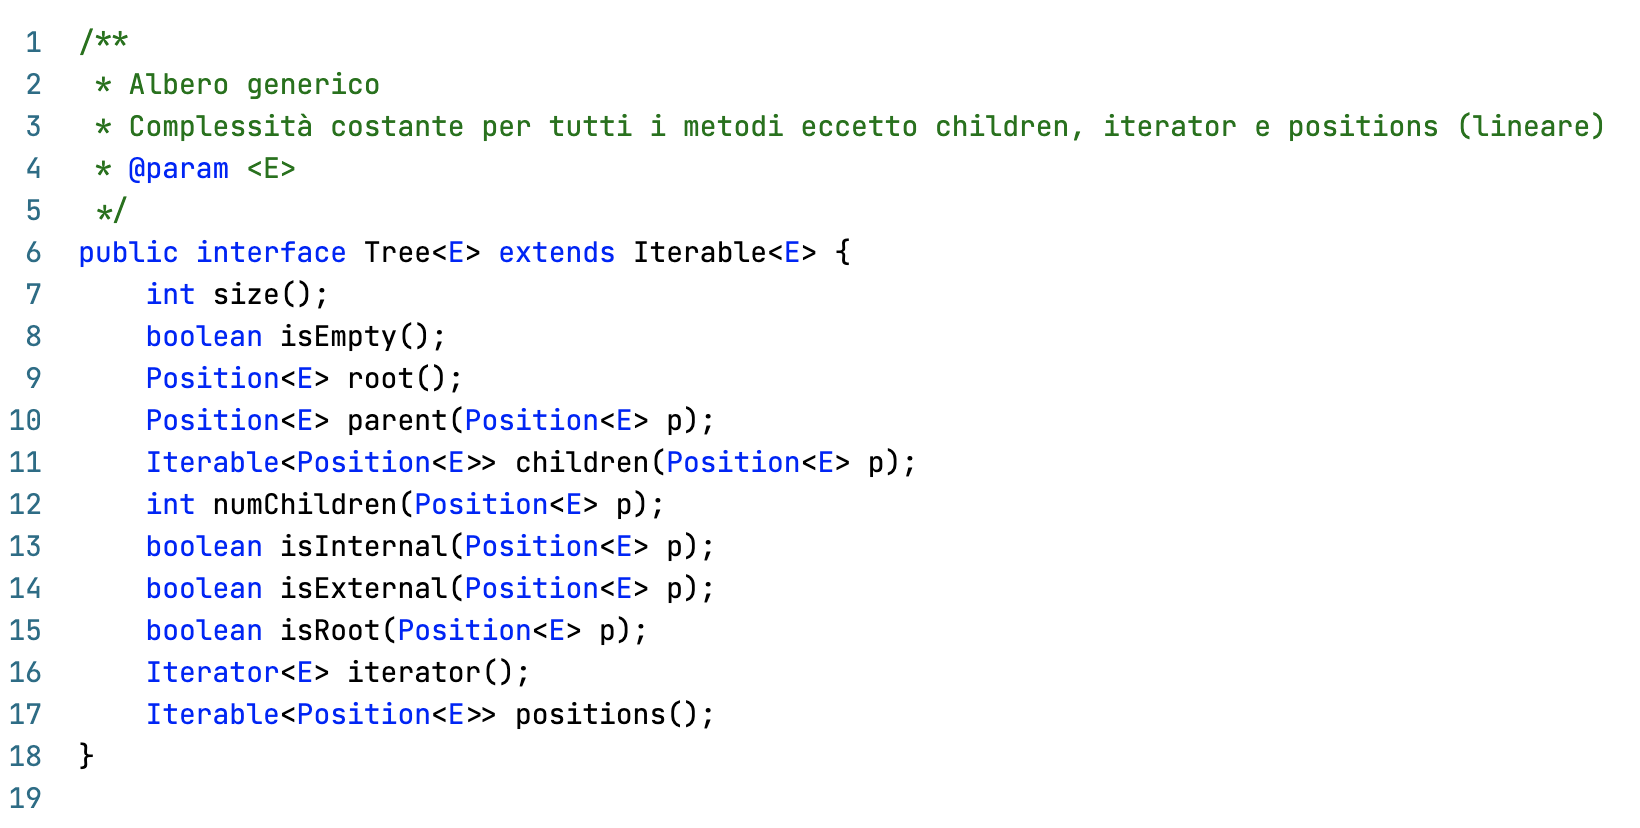 1 /**
2  * Albero generico
3  * Complessità costante per tutti i metodi eccetto children, iterator e positions (lineare)
4  * @param <E>
5  */
6 public interface Tree<E> extends Iterable<E> {
7     int size();
8     boolean isEmpty();
9     Position<E> root();
10     Position<E> parent(Position<E> p);
11     Iterable<Position<E>> children(Position<E> p);
12     int numChildren(Position<E> p);
13     boolean isInternal(Position<E> p);
14     boolean isExternal(Position<E> p);
15     boolean isRoot(Position<E> p);
16     Iterator<E> iterator();
17     Iterable<Position<E>> positions();
18 }
19